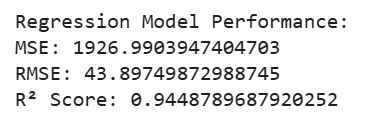 Regression Model Performance:
MSE: 1926.9903947404703
RMSE: 43.89749872988745
R² Score: 0.9448789687920252